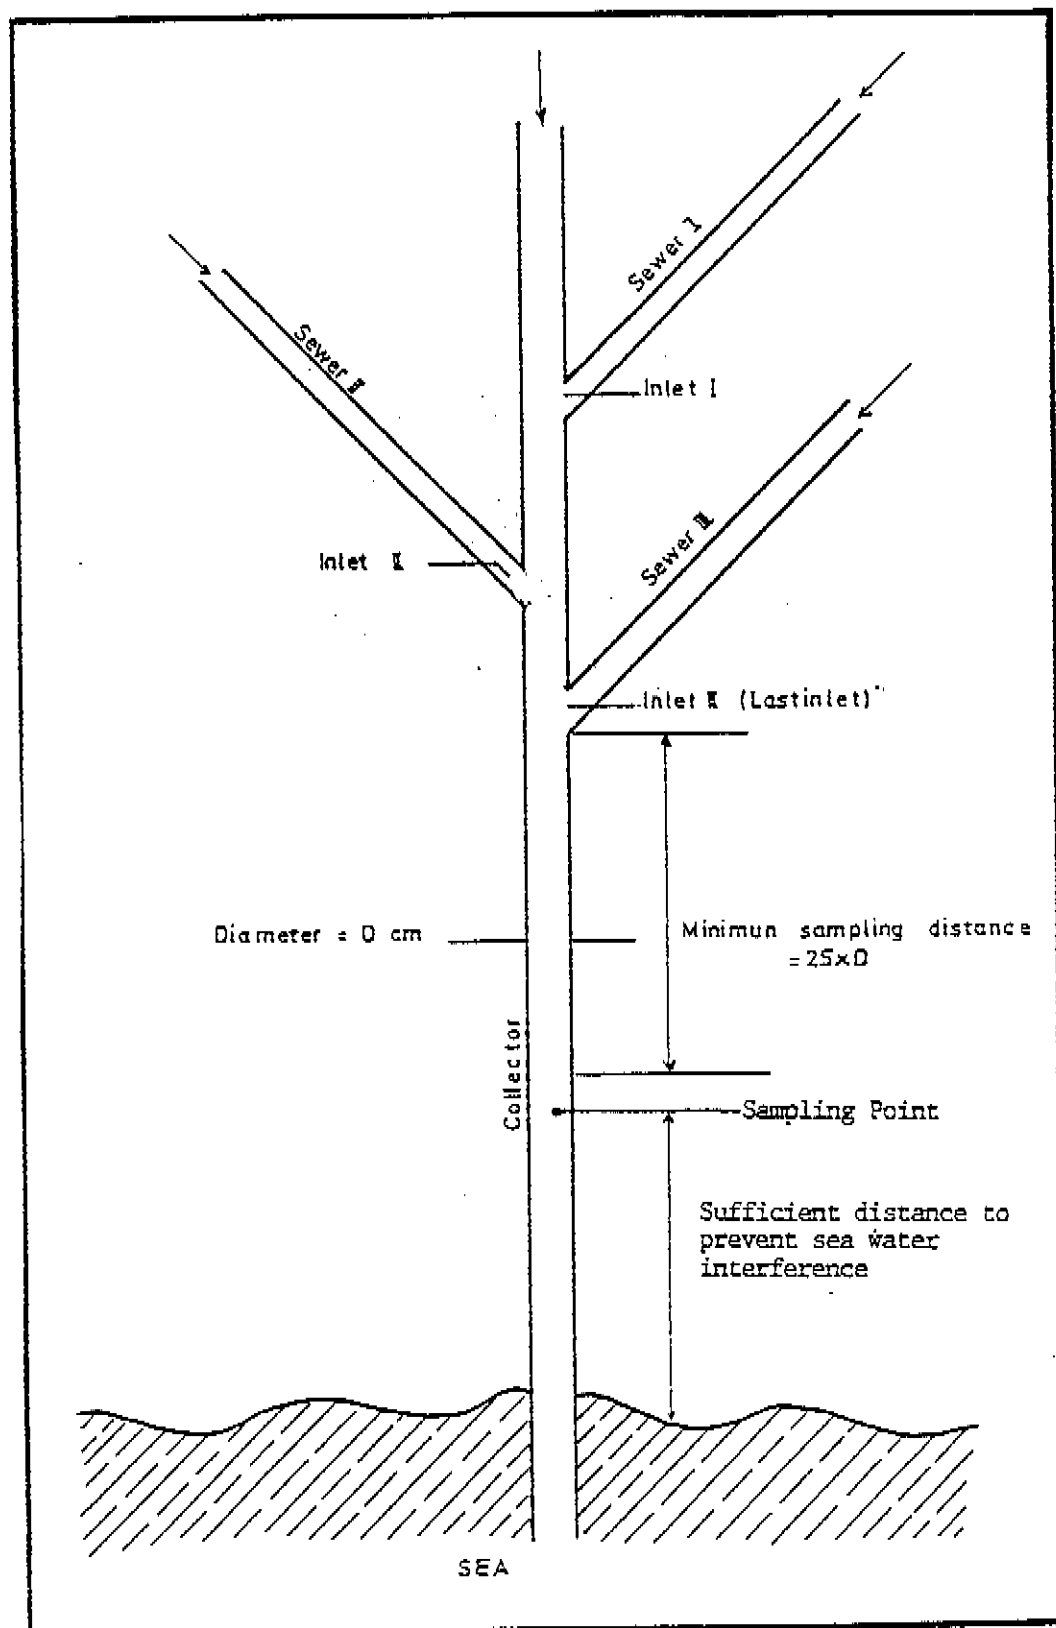 Sewer I
Sewer II
Inlet I
Sewer III
Inlet II
Inlet III (Lastinlet)
Diameter = D cm
Minimun sampling distance
=25×D
Collector
Sampling Point
Sufficient distance to
prevent sea water
interference
SEA